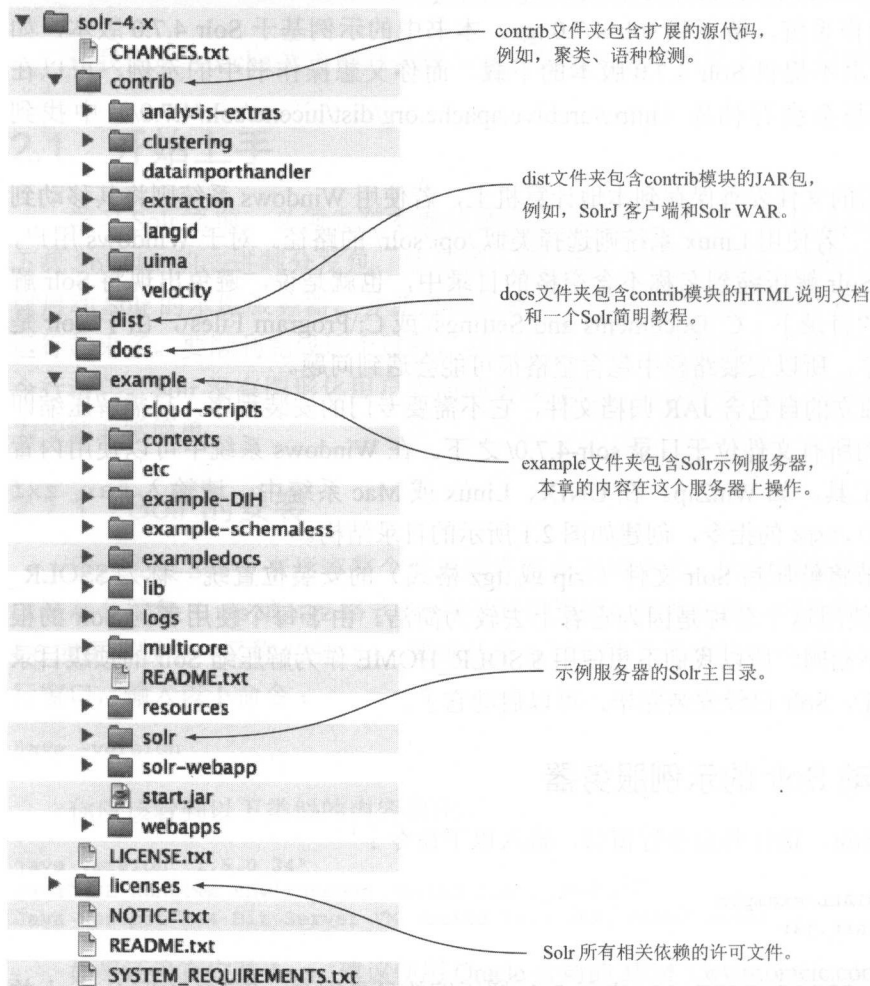 solr-4.x
CHANGES.txt
contrib
analysis-extras
clustering
dataimporthandler
extraction
langid
uima
velocity
dist
docs
example
cloud-scripts
contexts
etc
example-DIH
example-schemaless
exampledocs
lib
logs
multicore
README.txt
resources
solr
solr-webapp
start.jar
webapps
LICENSE.txt
licenses
NOTICE.txt
README.txt
SYSTEM_REQUIREMENTS.txt
contrib文件夹包含扩展的源代码，
例如，聚类、语种检测。
dist文件夹包含contrib模块的JAR包，
例如，SolrJ 客户端和Solr WAR。
docs文件夹包含contrib模块的HTML说明文档
和一个Solr简明教程。
example文件夹包含Solr示例服务器，
本章的内容在这个服务器上操作。
示例服务器的Solr主目录。
Solr 所有相关依赖的许可文件。